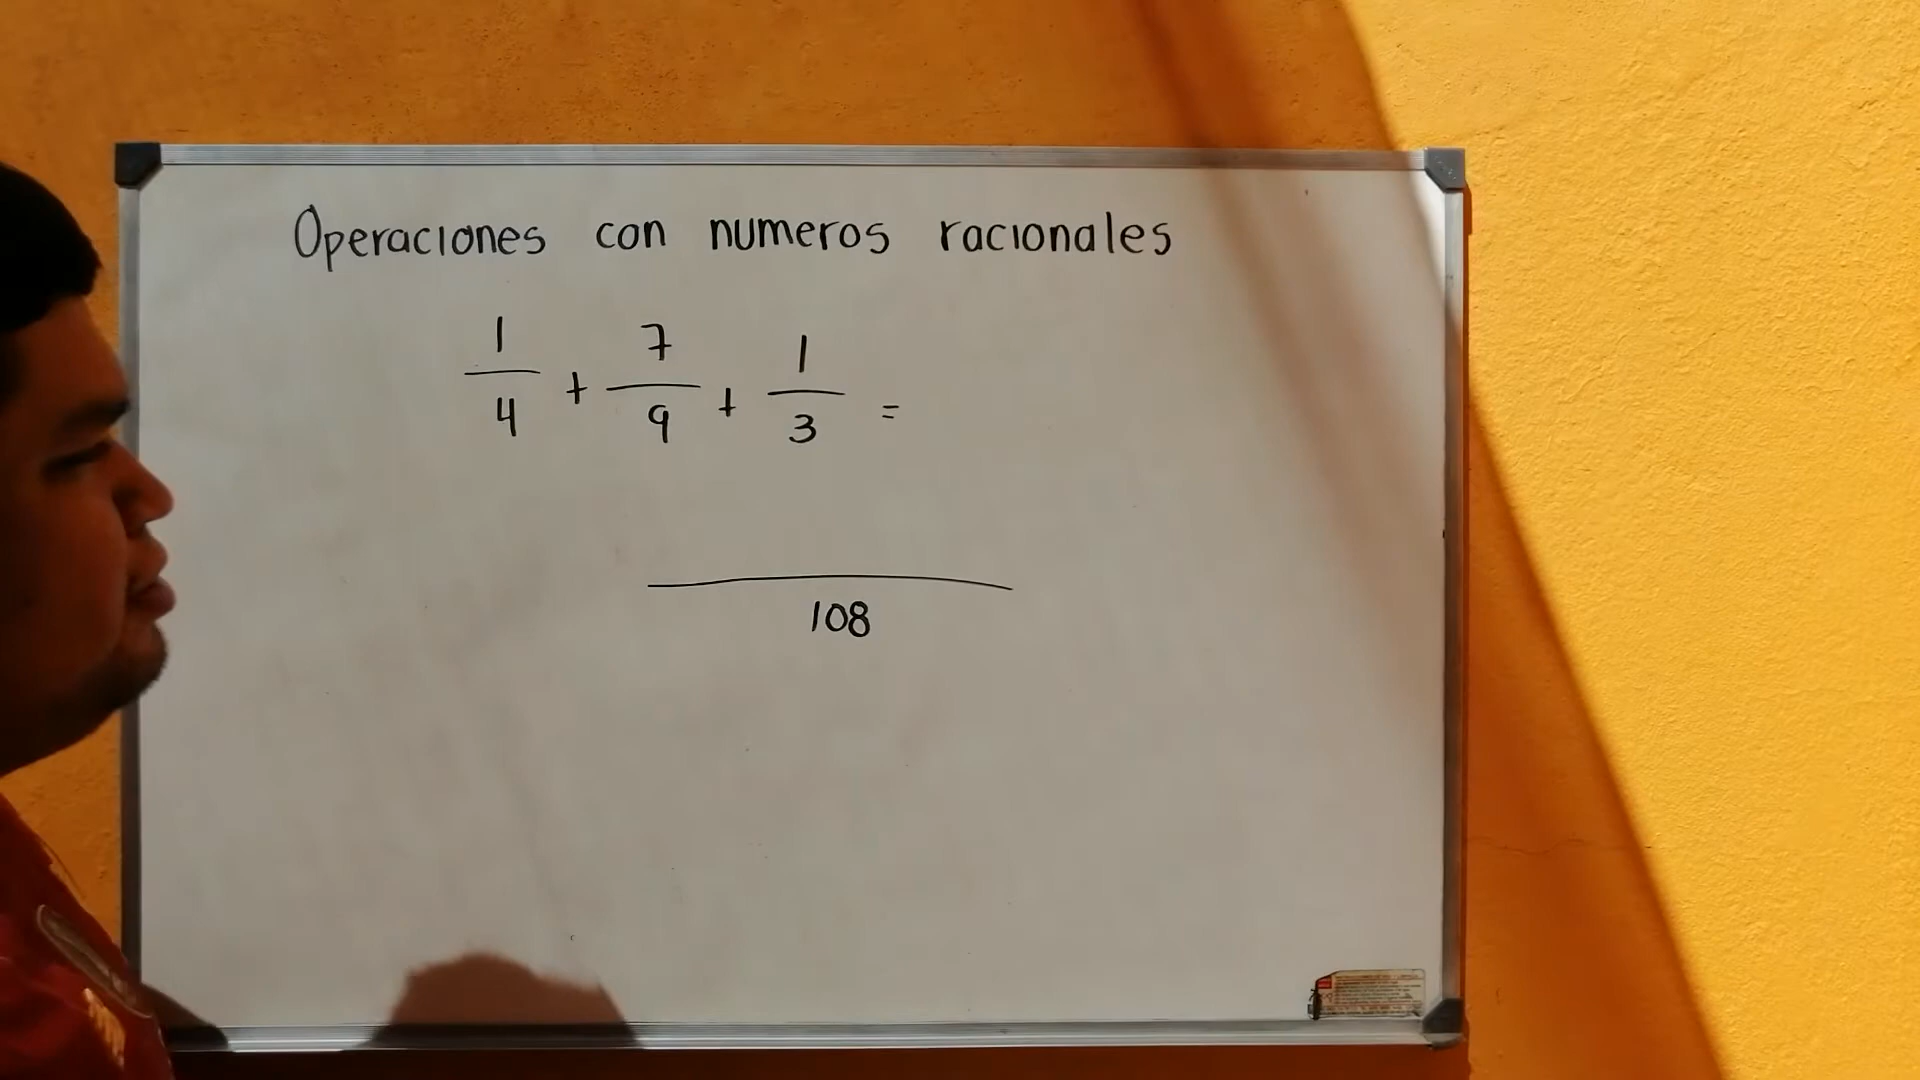 Operaciones con numeros racionales
1/4 + 7/9 + 1/3 =
108